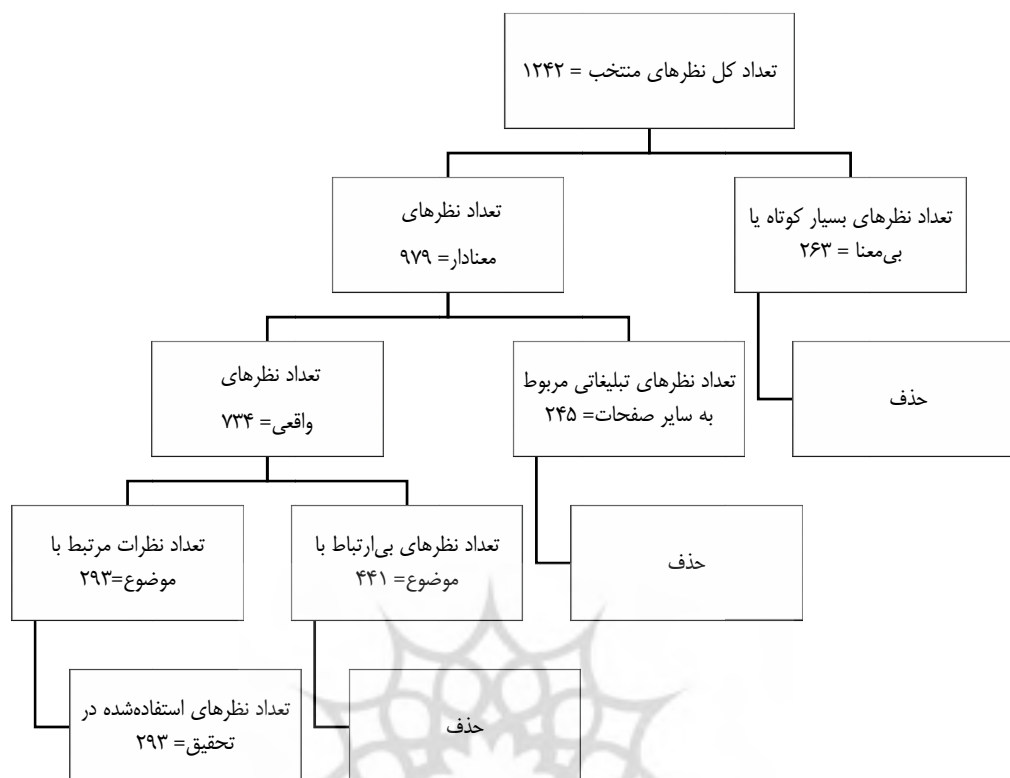 تعداد کل نظرهای منتخب = ۱۲۴۲
تعداد نظرهای بسیار کوتاه یا
بی‌معنا = ۲۶۳
تعداد نظرهای
معنادار= ۹۷۹
حذف
تعداد نظرهای تبلیغاتی مربوط
به سایر صفحات= ۲۴۵
تعداد نظرهای
واقعی= ۷۳۴
حذف
تعداد نظرهای بی‌ارتباط با
موضوع= ۴۴۱
تعداد نظرات مرتبط با
موضوع=۲۹۳
حذف
تعداد نظرهای استفاده‌شده در
تحقیق= ۲۹۳